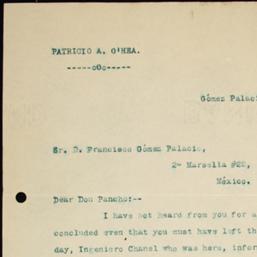 PATRICIO A. O'HEA.
-----oOo-----
Gómez Palac
Sr. D. Francisco Gómez Palacio,
2ª Marsella #22,
México.
Dear Don Pancho:--
I have not heard from you for a
concluded even that you must have left th
day, Ingeniero Chanel who was here, infor